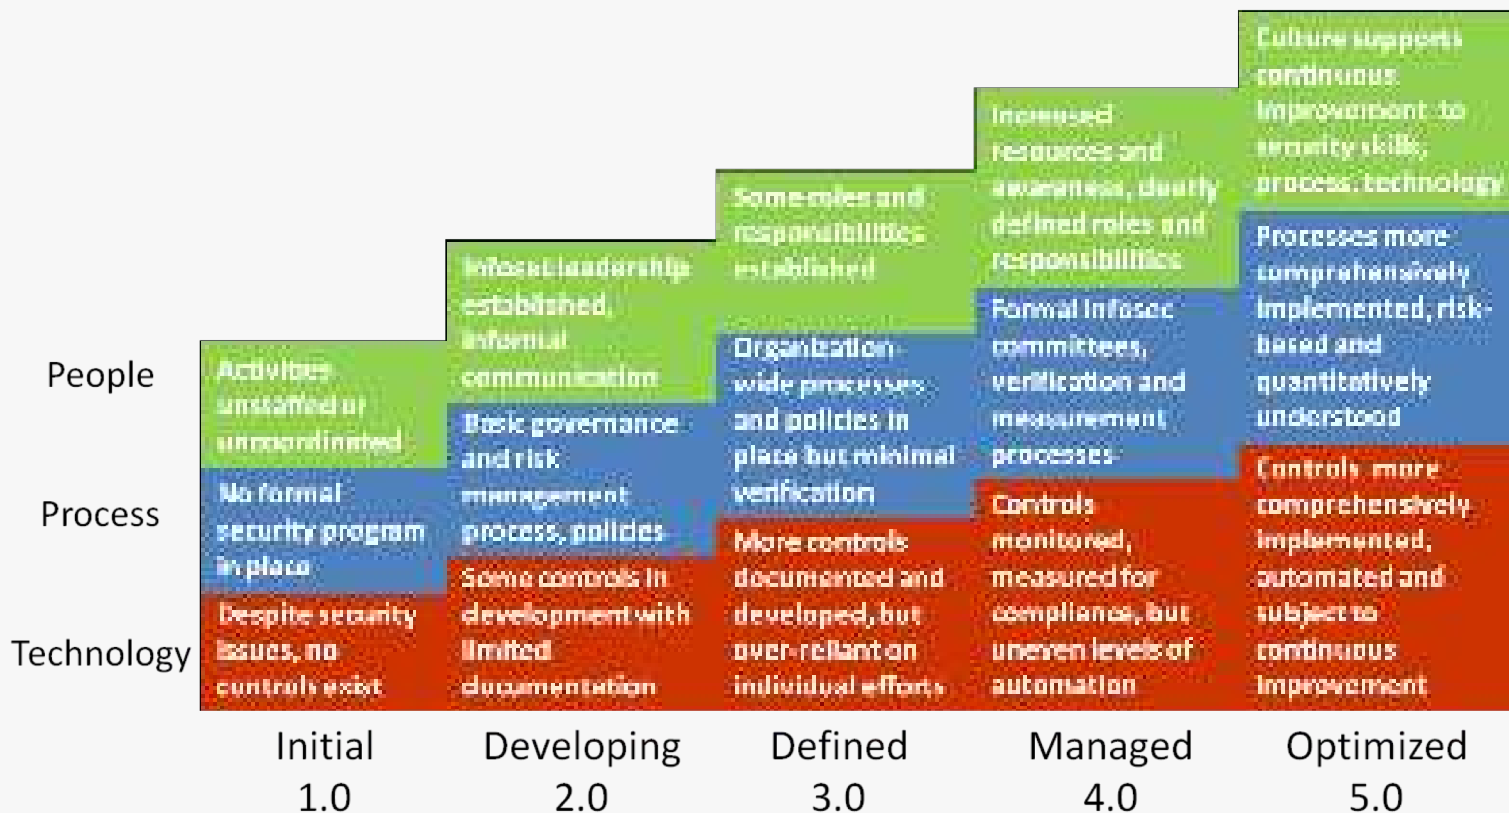 Culture supports
continuous
improvement to
security skills,
process, technology
Increased
resources and
awareness, clearly
defined roles and
responsibilities
Some roles and
responsibilities
established
Infosec leadership
established,
informal
communication
People
Activities
unstaffed or
uncoordinated
Processes more
comprehensively
implemented, risk-
based and
quantitatively
understood
Formal infosec
committees,
verification and
measurement
processes
Organization-
wide processes
and policies in
place but minimal
verification
Basic governance
and risk
management
process, policies
Process
No formal
security program
in place
Controls more
comprehensively
implemented,
automated and
subject to
continuous
improvement
Controls
monitored,
measured for
compliance, but
uneven levels of
automation
More controls
documented and
developed, but
over-reliant on
individual efforts
Some controls in
development with
limited
documentation
Technology
Despite security
issues, no
controls exist
Initial Developing Defined Managed Optimized
1.0 2.0 3.0 4.0 5.0